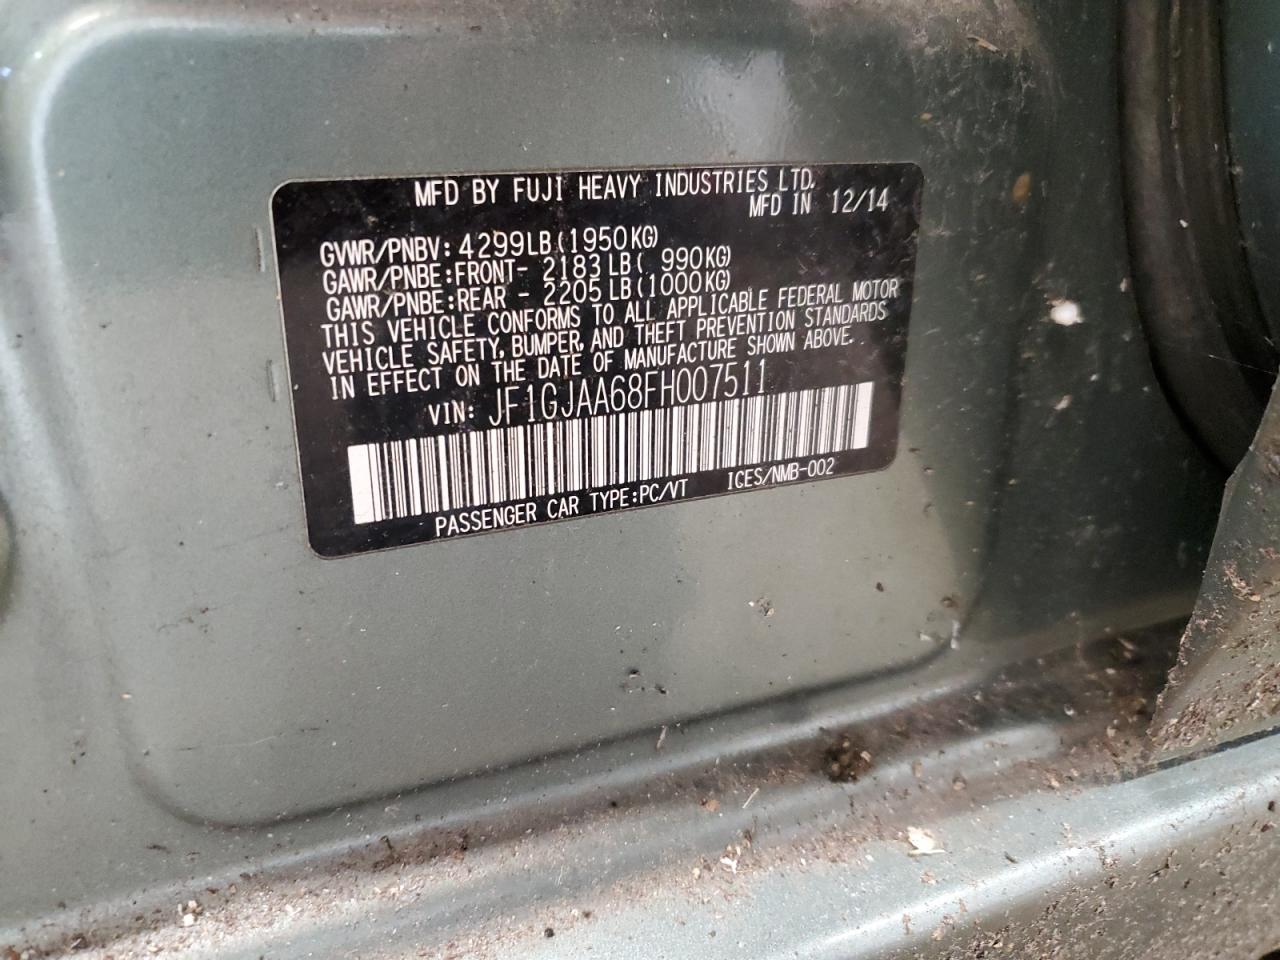 MFD BY FUJI HEAVY INDUSTRIES LTD.
MFD IN 12/14
GVWR/PNBV: 4299LB(1950KG)
GAWR/PNBE:FRONT- 2183LB( 990KG)
GAWR/PNBE:REAR - 2205LB(1000KG)
THIS VEHICLE CONFORMS TO ALL APPLICABLE FEDERAL MOTOR
VEHICLE SAFETY, BUMPER, AND THEFT PREVENTION STANDARDS
IN EFFECT ON THE DATE OF MANUFACTURE SHOWN ABOVE.
VIN: JF1GJAA68FH007511
PASSENGER CAR TYPE:PC/VT ICES/NMB-002